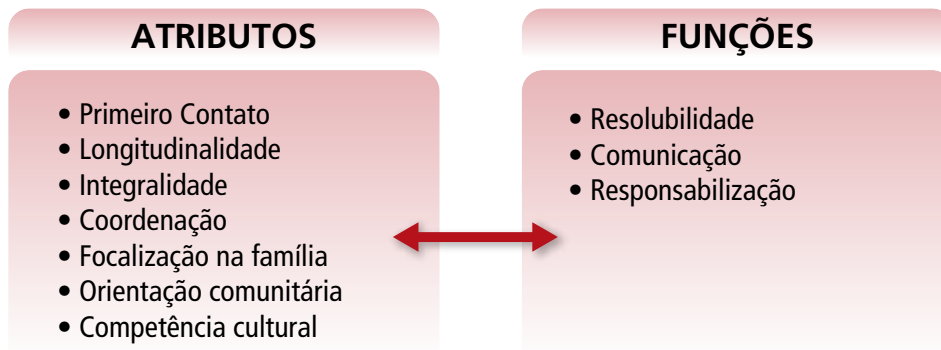 ATRIBUTOS
• Primeiro Contato
• Longitudinalidade
• Integralidade
• Coordenação
• Focalização na família
• Orientação comunitária
• Competência cultural
FUNÇÕES
• Resolubilidade
• Comunicação
• Responsabilização